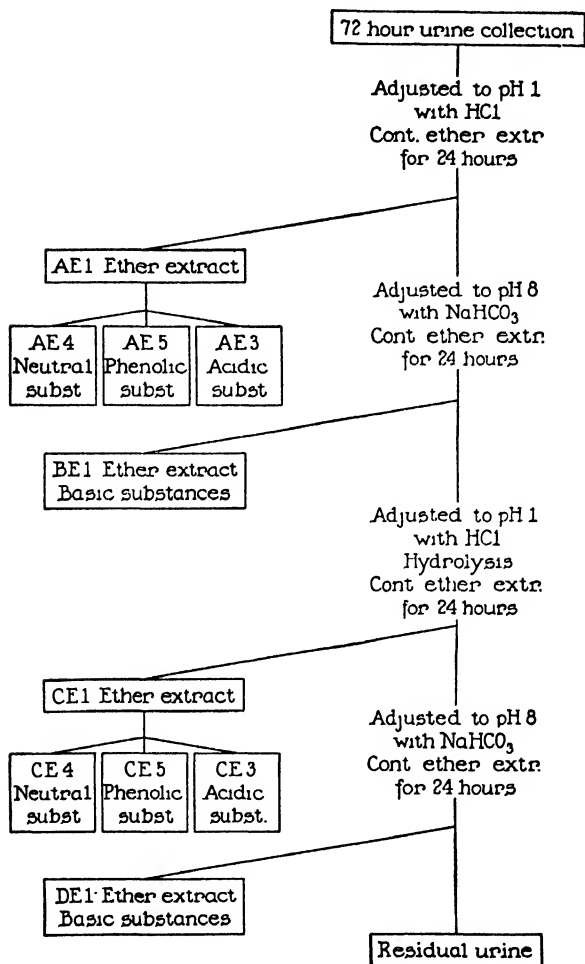 72 hour urine collection
Adjusted to pH 1
with HCl
Cont. ether extr
for 24 hours
AE1 Ether extract
AE4
Neutral
subst
AE5
Phenolic
subst
AE3
Acidic
subst
Adjusted to pH 8
with NaHCO₃
Cont ether extr.
for 24 hours
BE1 Ether extract
Basic substances
Adjusted to pH 1
with HCl
Hydrolysis
Cont ether extr.
for 24 hours
CE1 Ether extract
CE4
Neutral
subst
CE5
Phenolic
subst
CE3
Acidic
subst.
Adjusted to pH 8
with NaHCO₃
Cont ether extr.
for 24 hours
DE1 Ether extract
Basic substances
Residual urine